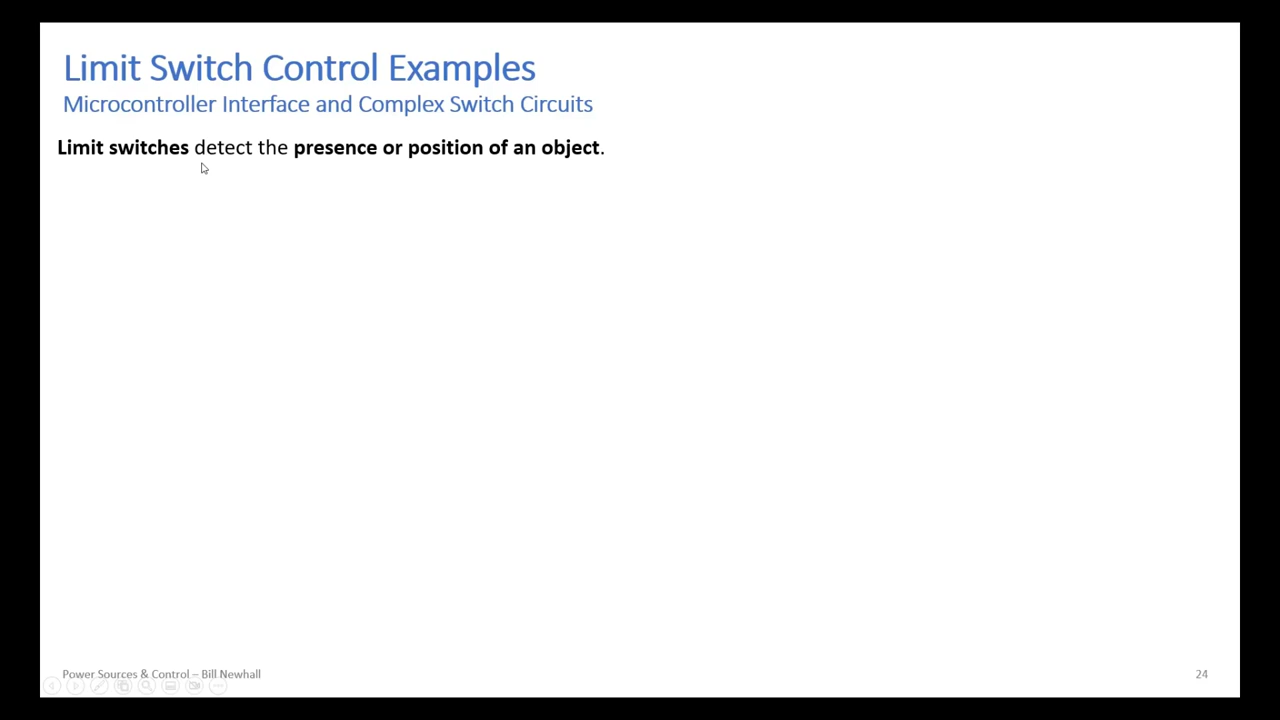 Limit Switch Control Examples
Microcontroller Interface and Complex Switch Circuits
Limit switches detect the presence or position of an object.
Power Sources & Control – Bill Newhall
24